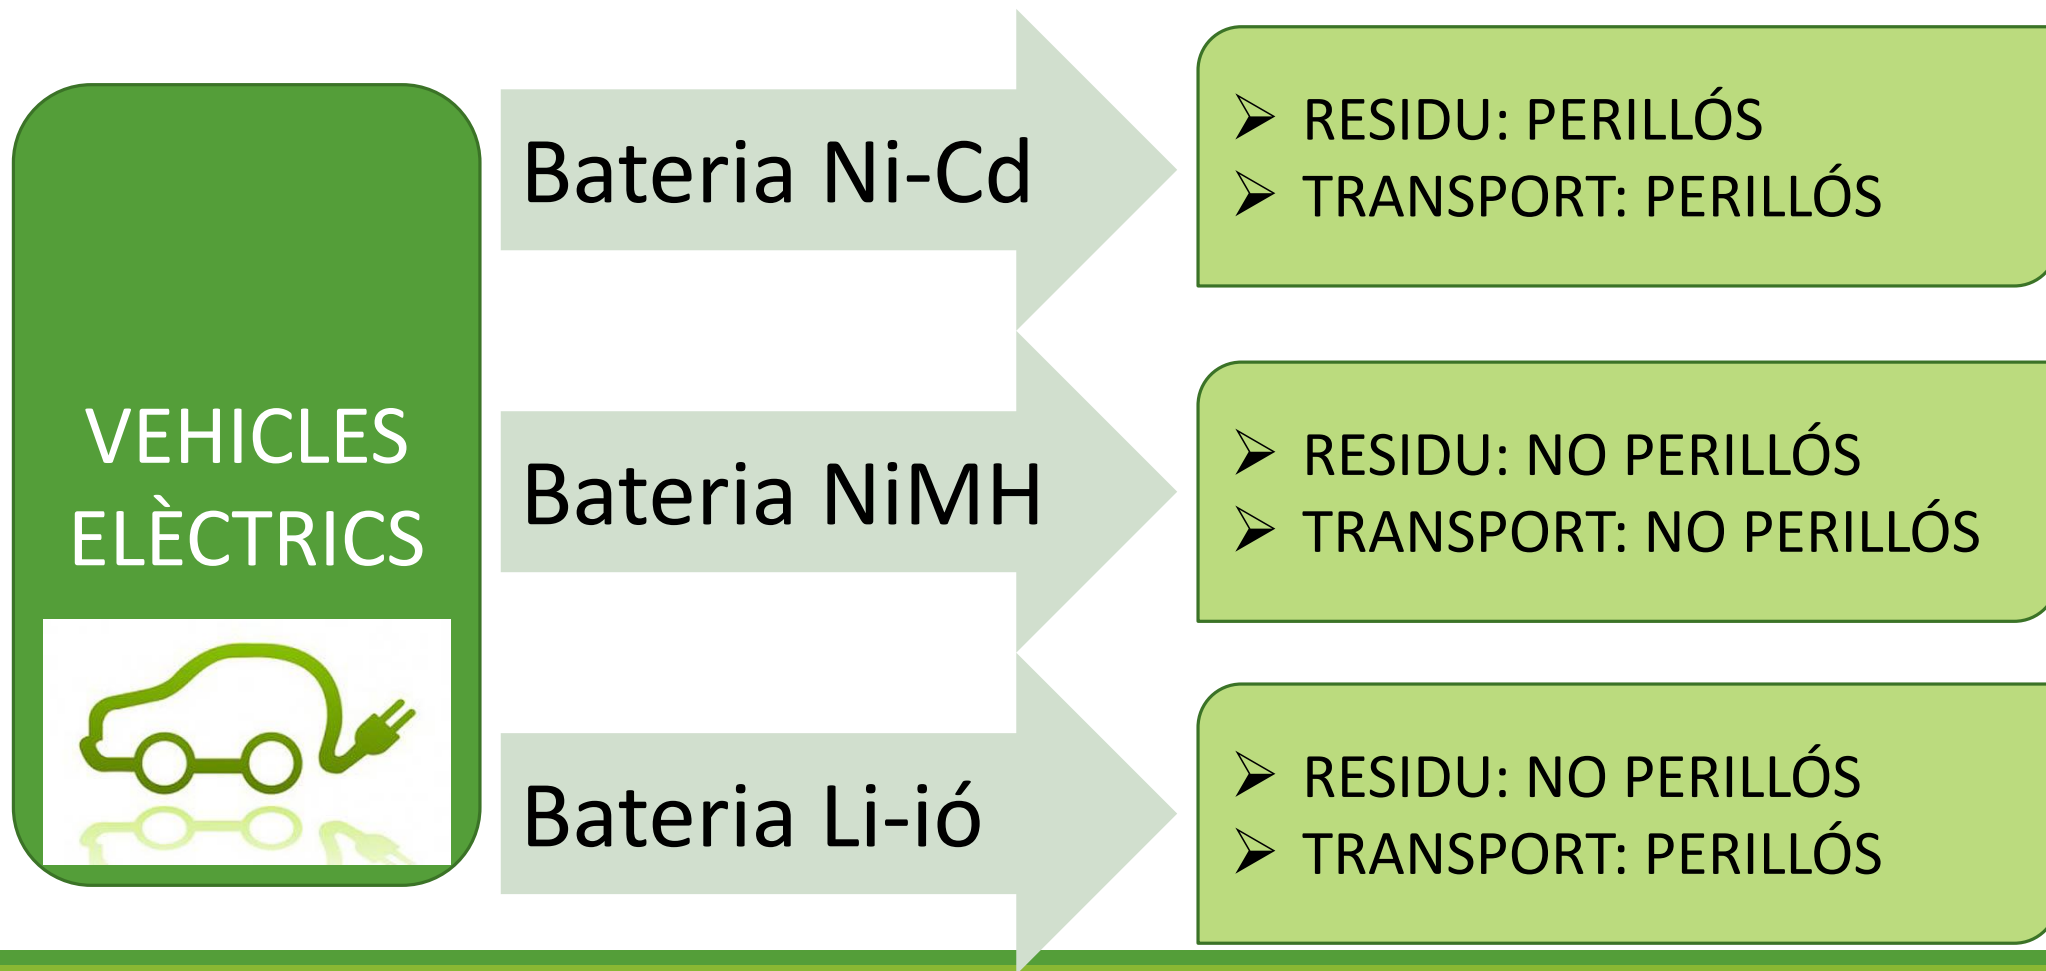 VEHICLES
ELÈCTRICS
Bateria Ni-Cd
➢ RESIDU: PERILLÓS
➢ TRANSPORT: PERILLÓS
Bateria NiMH
➢ RESIDU: NO PERILLÓS
➢ TRANSPORT: NO PERILLÓS
Bateria Li-ió
➢ RESIDU: NO PERILLÓS
➢ TRANSPORT: PERILLÓS